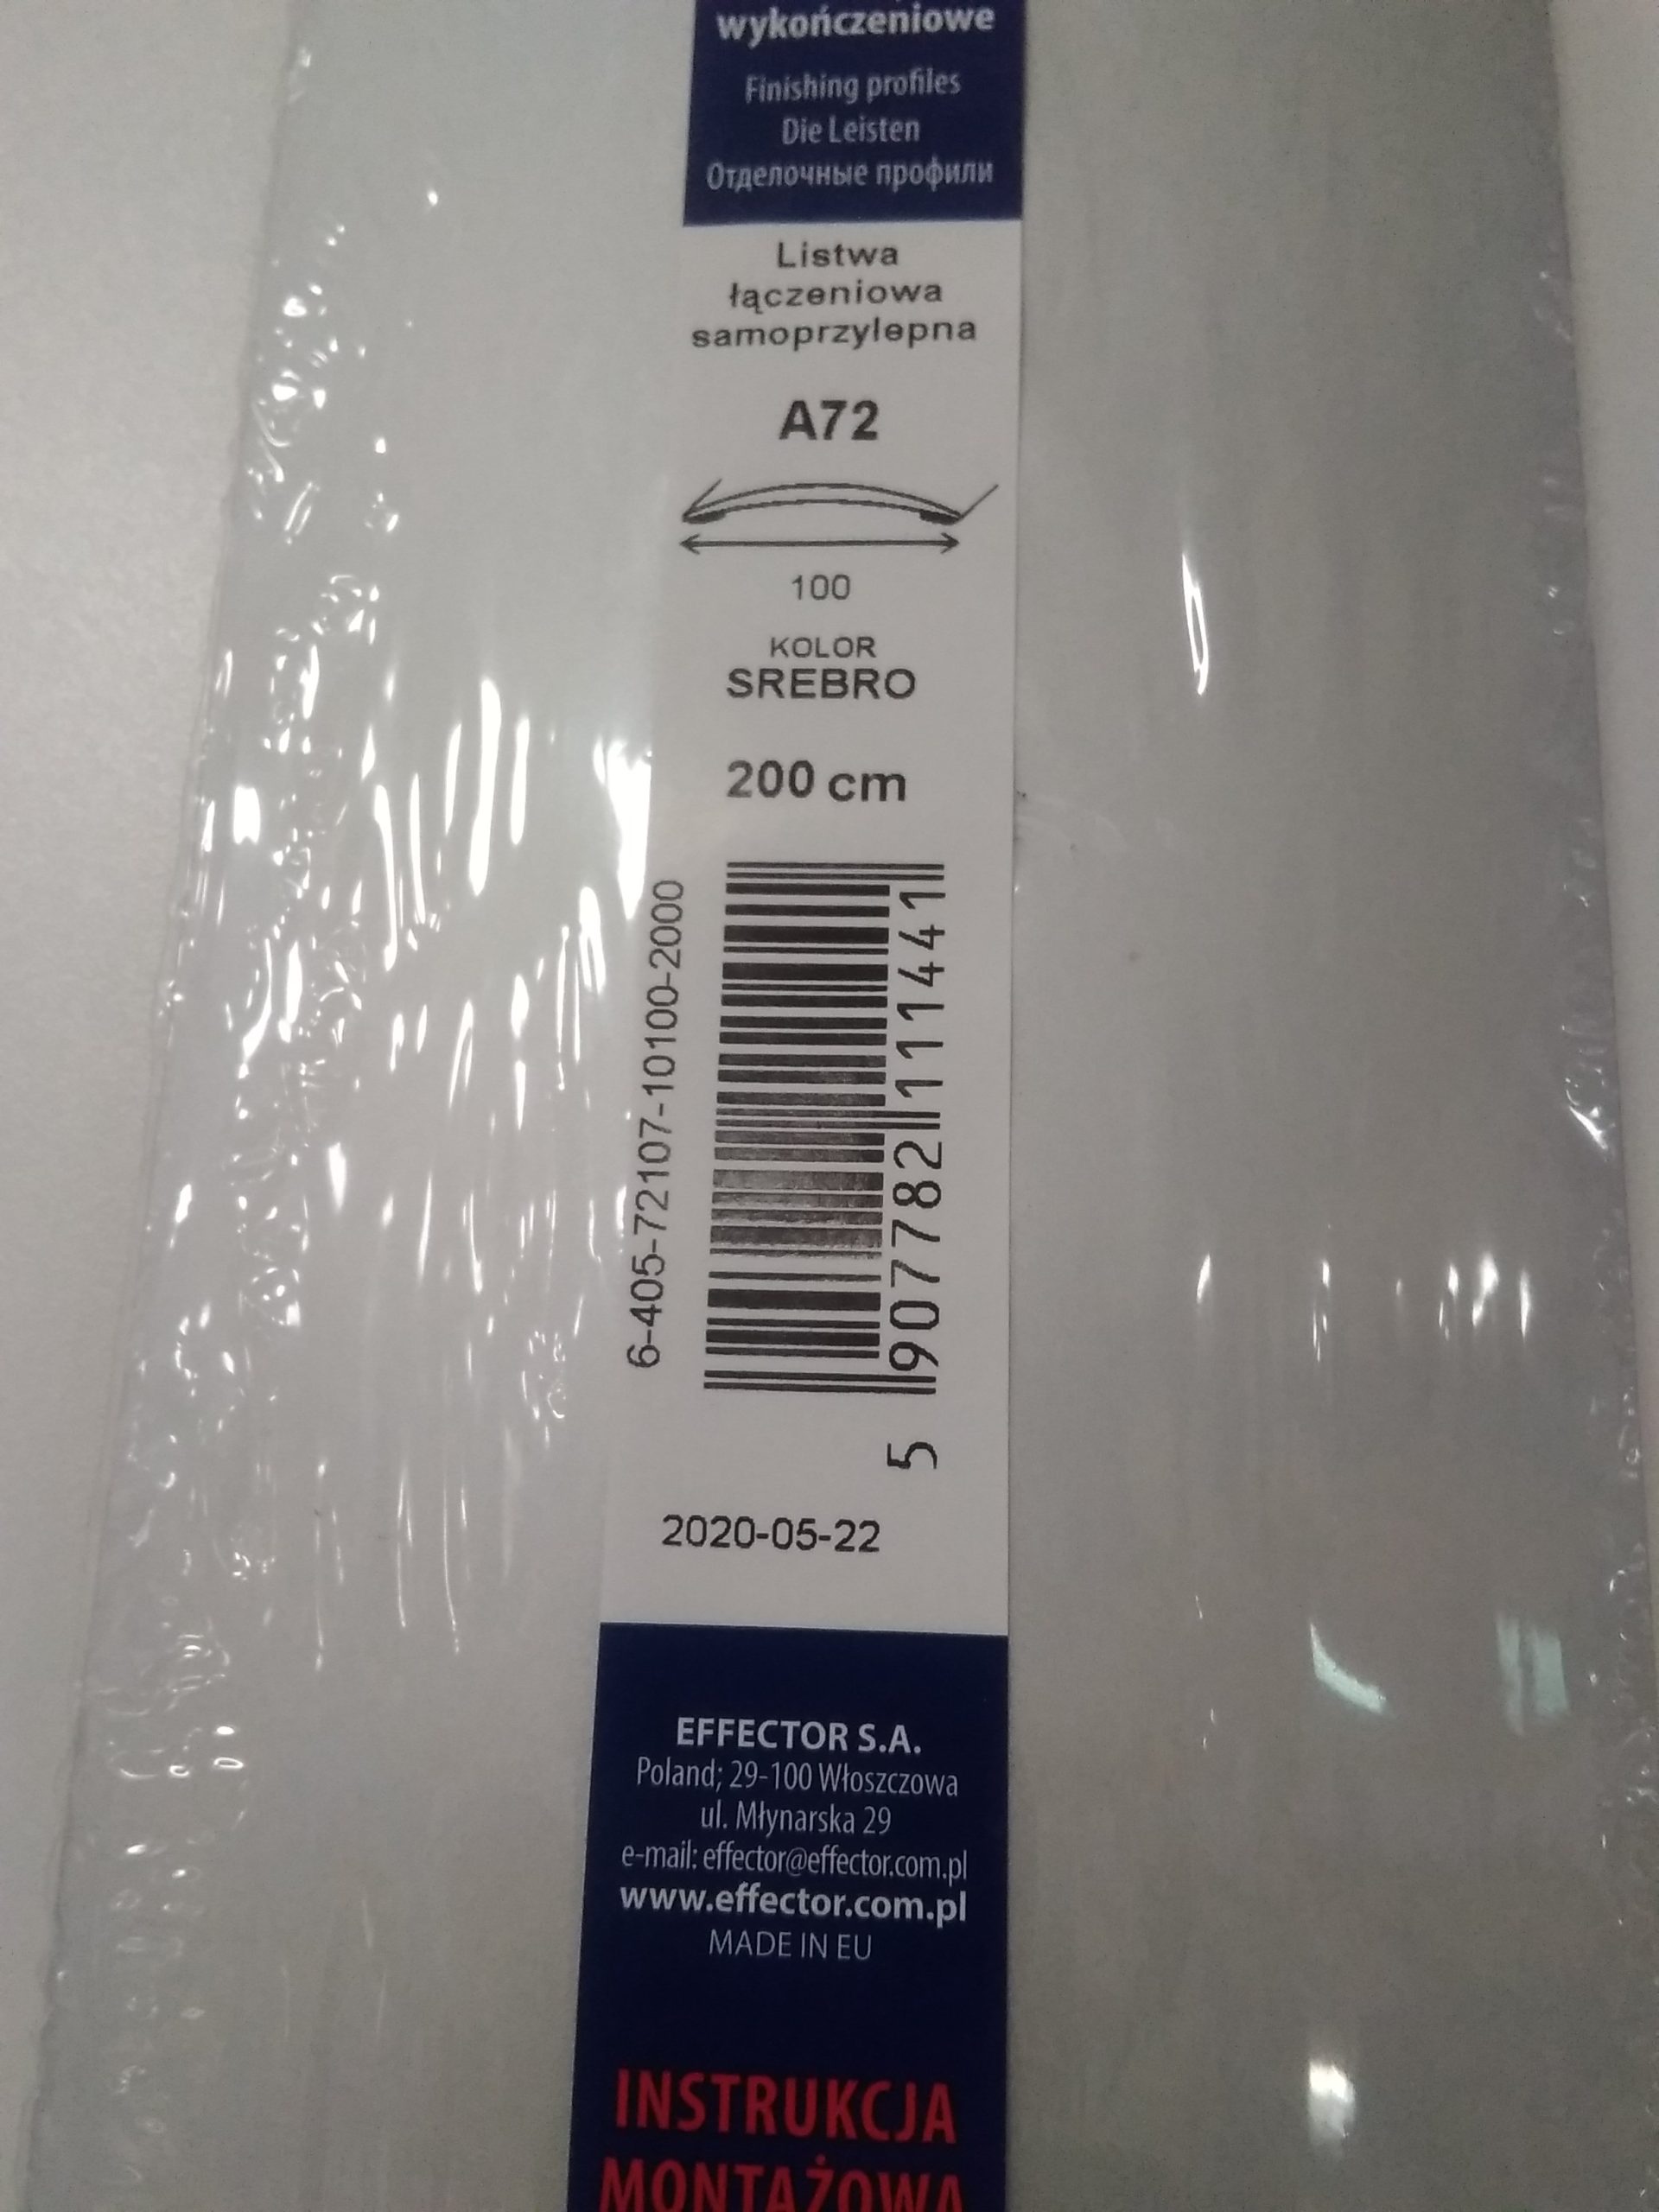 wykończeniowe
Finishing profiles
Die Leisten
Отделочные профили
Listwa
łączeniowa
samoprzylepna
A72
100
KOLOR
SREBRO
200 cm
6-405-72107-10100-2000
5 907782 111441
2020-05-22
EFFECTOR S.A.
Poland; 29-100 Włoszczowa
ul. Młynarska 29
e-mail: effector@effector.com.pl
www.effector.com.pl
MADE IN EU
INSTRUKCJA
MONTAŻOWA